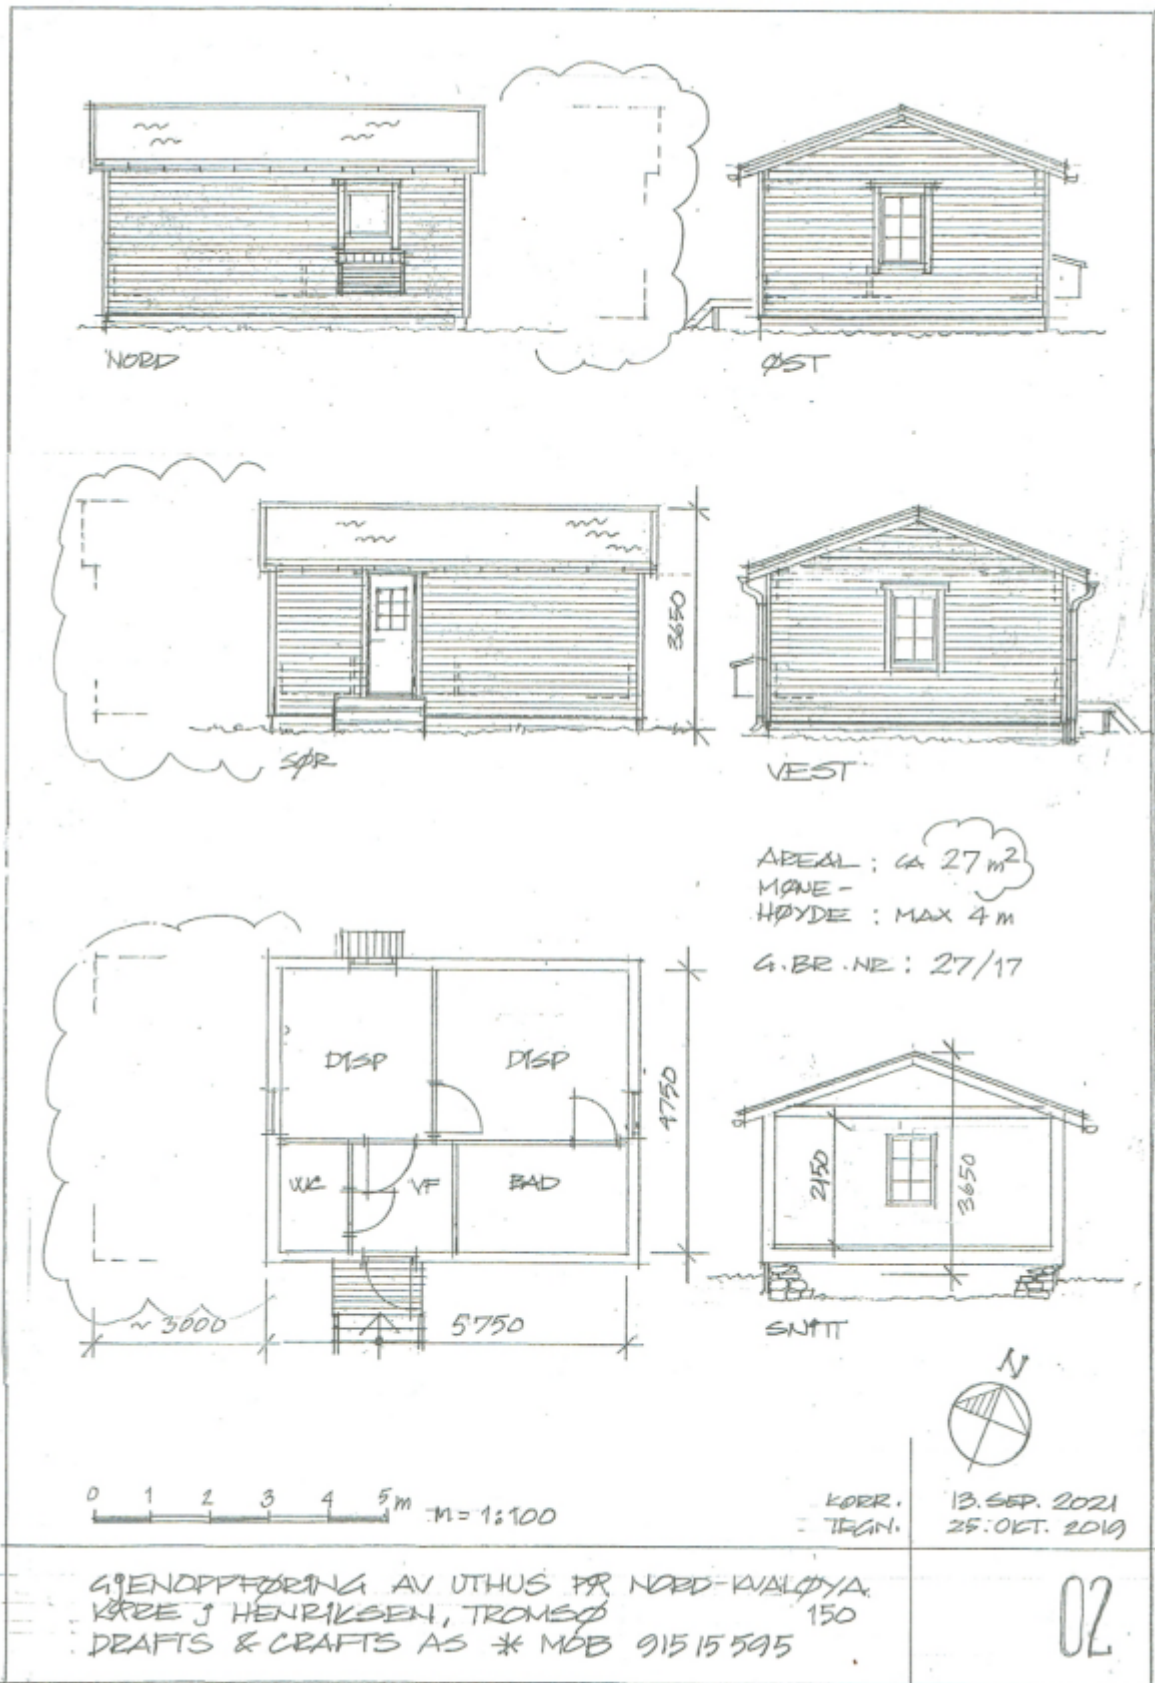 NORD
ØST
3650
SØR
VEST
AREAL : CA 27 m²
MØNE-
HØYDE : MAX 4 m
G.BR.NR : 27/17
DISP
DISP
4750
WC
VF
BAD
2450
3650
~ 3000
5750
SNITT
N
0 1 2 3 4 5 m M = 1:100
KORR. 13. SEP. 2021
TEGN. 25. OKT. 2019
GJENOPPFØRING AV UTHUS PÅ NORD-KVALØYA
KÅRE J HENRIKSEN, TROMSØ 150
DRAFTS & CRAFTS AS * MOB 915 15 595
02